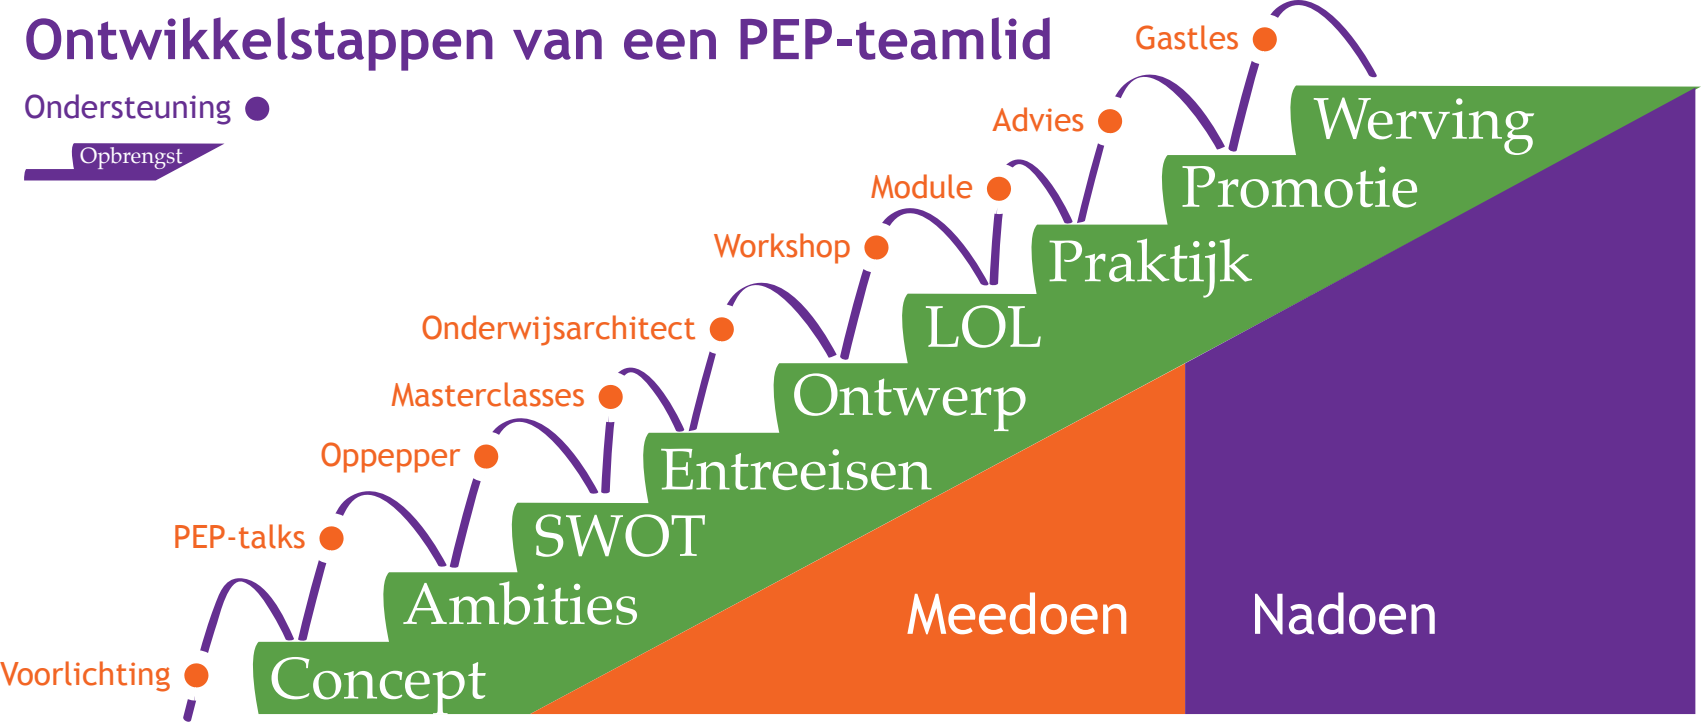 Ontwikkelstappen van een PEP-teamlid
Ondersteuning
Opbrengst
Gastles
Werving
Advies
Promotie
Module
Praktijk
Workshop
LOL
Onderwijsarchitect
Ontwerp
Masterclasses
Entreeisen
Oppepper
SWOT
PEP-talks
Ambities
Voorlichting
Concept
Meedoen
Nadoen